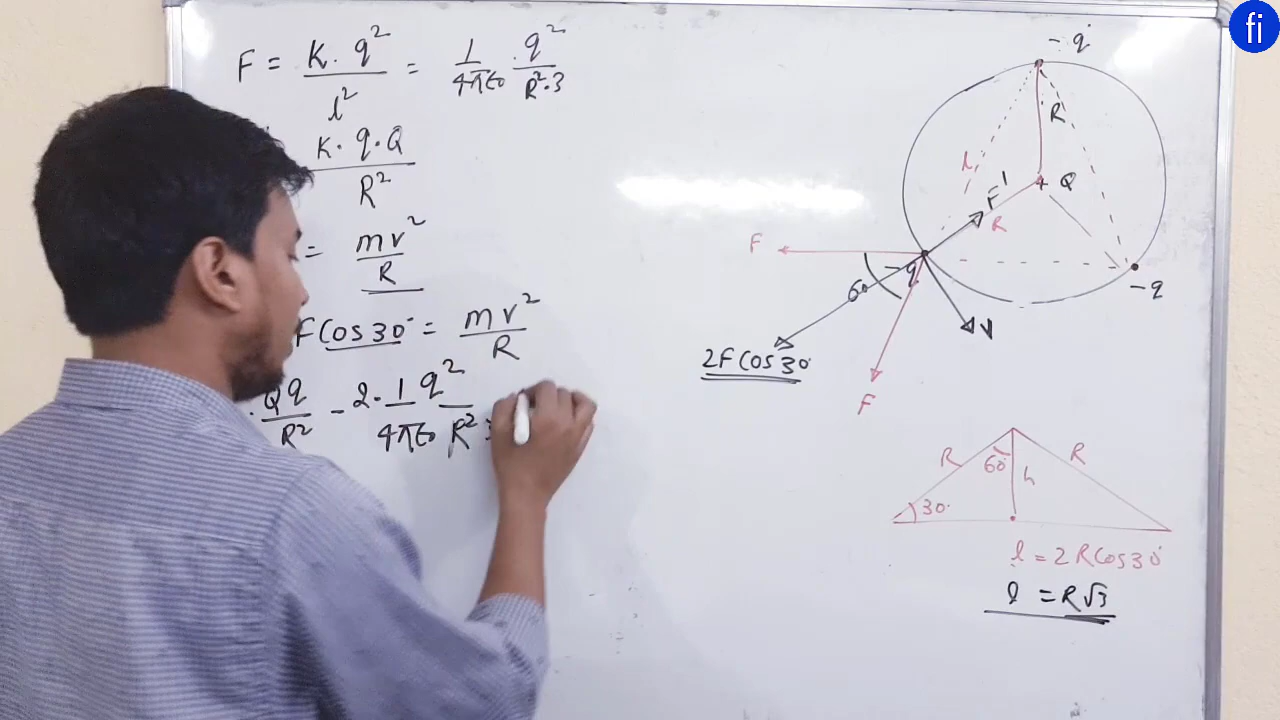 F = K · q² / l² = 1 / 4πε₀ · q² / R²·3
K · q · Q / R²
= mv² / R
F Cos 30° = mv² / R
· Qq / R² − 2 · 1 / 4πε₀ q² / R²
− q
R
l
+ Q
F'
R
F
− q
60
− q
V
2F Cos 30°
F
R
60°
R
h
30°
l = 2 R Cos 30°
l = R√3
fi